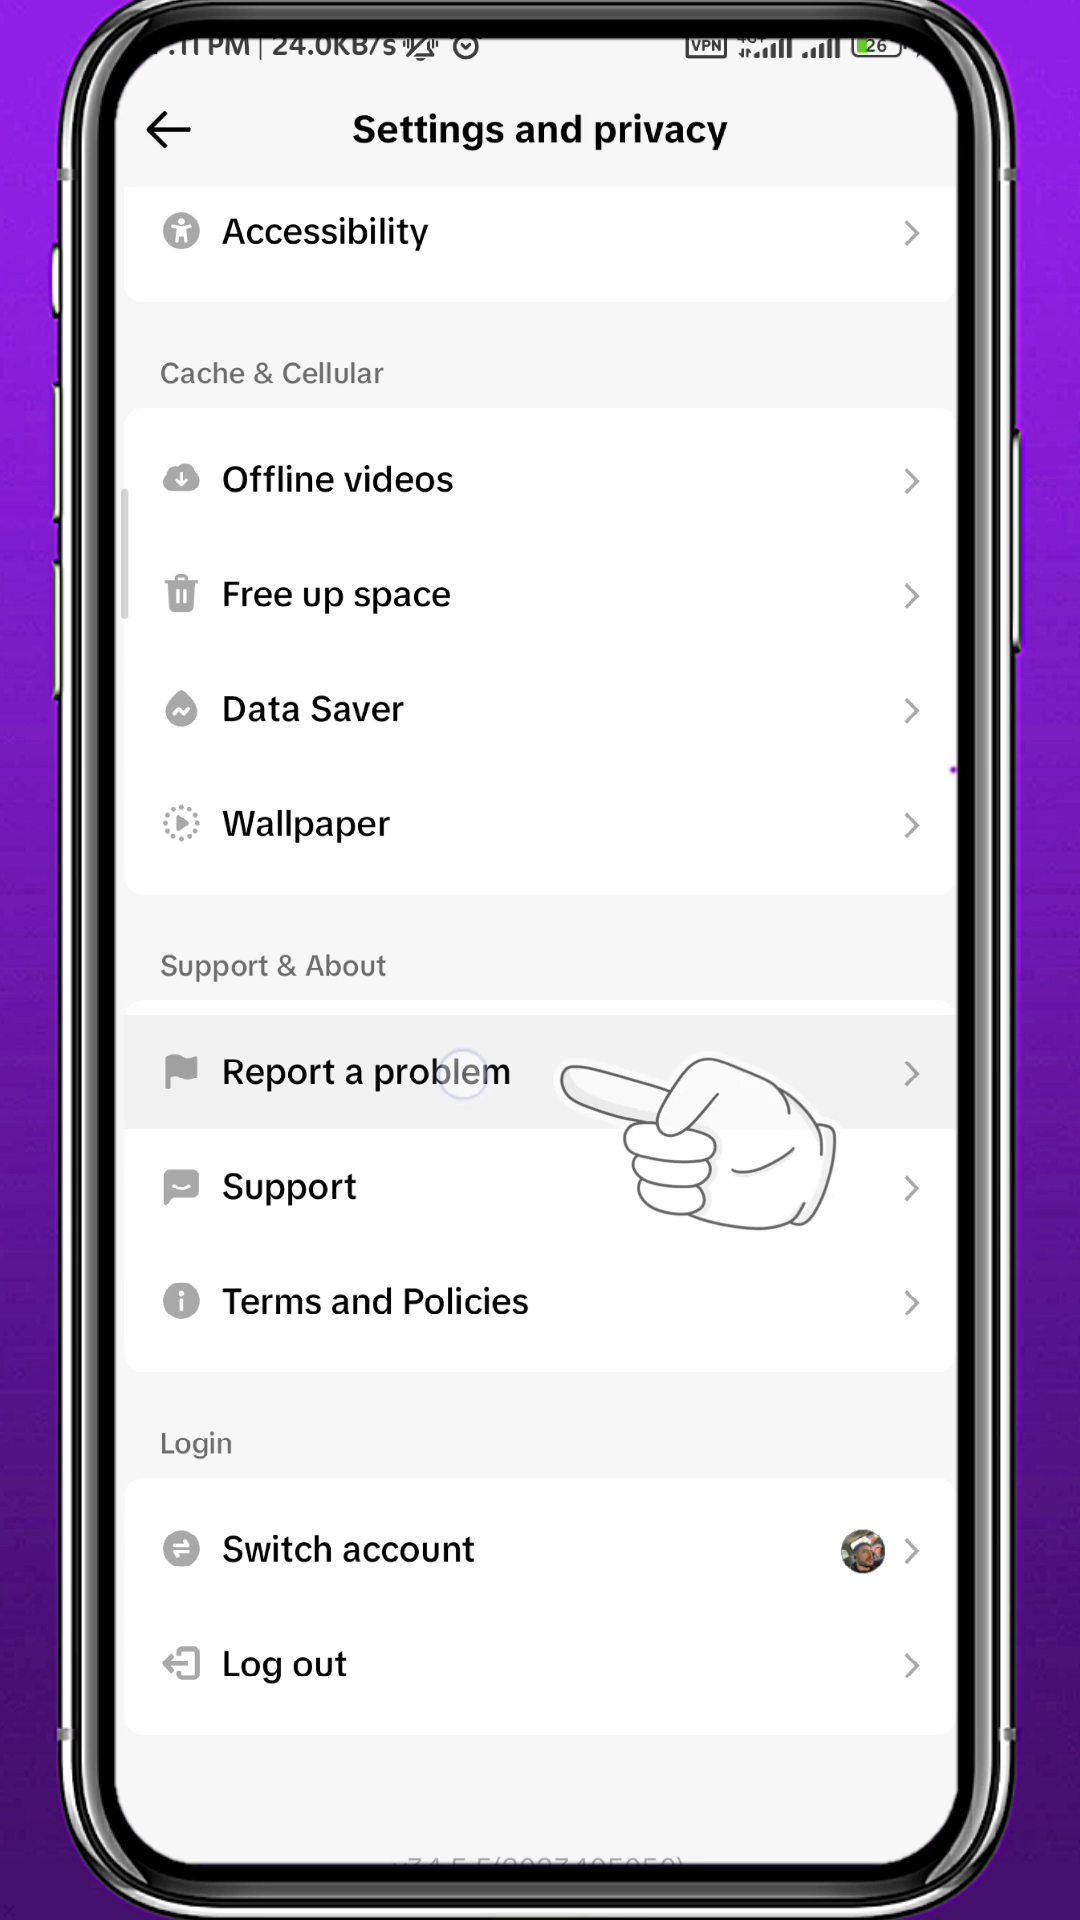 :11 PM | 24.0KB/s VPN 4G+ 26
Settings and privacy
Accessibility
Cache & Cellular
Offline videos
Free up space
Data Saver
Wallpaper
Support & About
Report a problem
Support
Terms and Policies
Login
Switch account
Log out